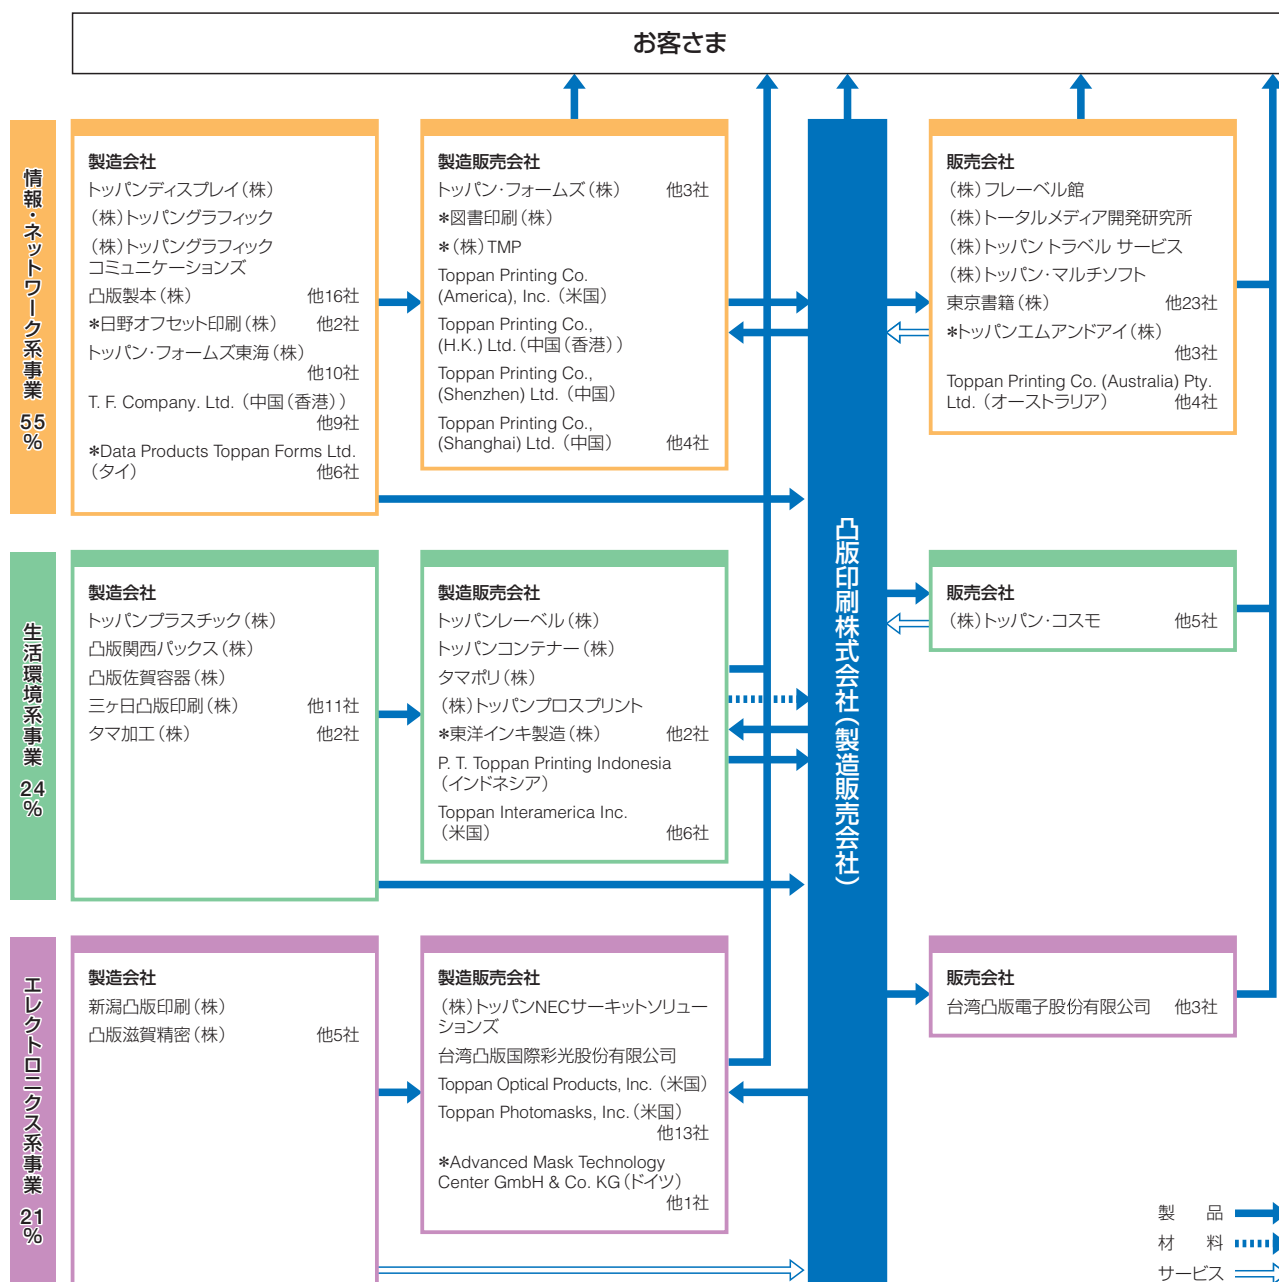 お客さま
情報・ネットワーク系事業 55%
製造会社
トッパンディスプレイ(株)
(株)トッパングラフィック
(株)トッパングラフィック
コミュニケーションズ
凸版製本(株) 他16社
*日野オフセット印刷(株) 他2社
トッパン・フォームズ東海(株)
他10社
T. F. Company. Ltd.(中国(香港))
他9社
*Data Products Toppan Forms Ltd.
(タイ) 他6社
製造販売会社
トッパン・フォームズ(株) 他3社
*図書印刷(株)
*(株)TMP
Toppan Printing Co.
(America), Inc.(米国)
Toppan Printing Co.,
(H.K.) Ltd.(中国(香港))
Toppan Printing Co.,
(Shenzhen) Ltd.(中国)
Toppan Printing Co.,
(Shanghai) Ltd.(中国) 他4社
凸版印刷株式会社(製造販売会社)
販売会社
(株)フレーベル館
(株)トータルメディア開発研究所
(株)トッパン トラベル サービス
(株)トッパン・マルチソフト
東京書籍(株) 他23社
*トッパンエムアンドアイ(株)
他3社
Toppan Printing Co. (Australia) Pty.
Ltd.(オーストラリア) 他4社
生活環境系事業 24%
製造会社
トッパンプラスチック(株)
凸版関西パックス(株)
凸版佐賀容器(株)
三ヶ日凸版印刷(株) 他11社
タマ加工(株) 他2社
製造販売会社
トッパンレーベル(株)
トッパンコンテナー(株)
タマポリ(株)
(株)トッパンプロスプリント
*東洋インキ製造(株) 他2社
P. T. Toppan Printing Indonesia
(インドネシア)
Toppan Interamerica Inc.
(米国) 他6社
販売会社
(株)トッパン・コスモ 他5社
エレクトロニクス系事業 21%
製造会社
新潟凸版印刷(株)
凸版滋賀精密(株) 他5社
製造販売会社
(株)トッパンNECサーキットソリュー
ションズ
台湾凸版国際彩光股份有限公司
Toppan Optical Products, Inc.(米国)
Toppan Photomasks, Inc.(米国)
他13社
*Advanced Mask Technology
Center GmbH & Co. KG(ドイツ)
他1社
販売会社
台湾凸版電子股份有限公司 他3社
製 品
材 料
サービス